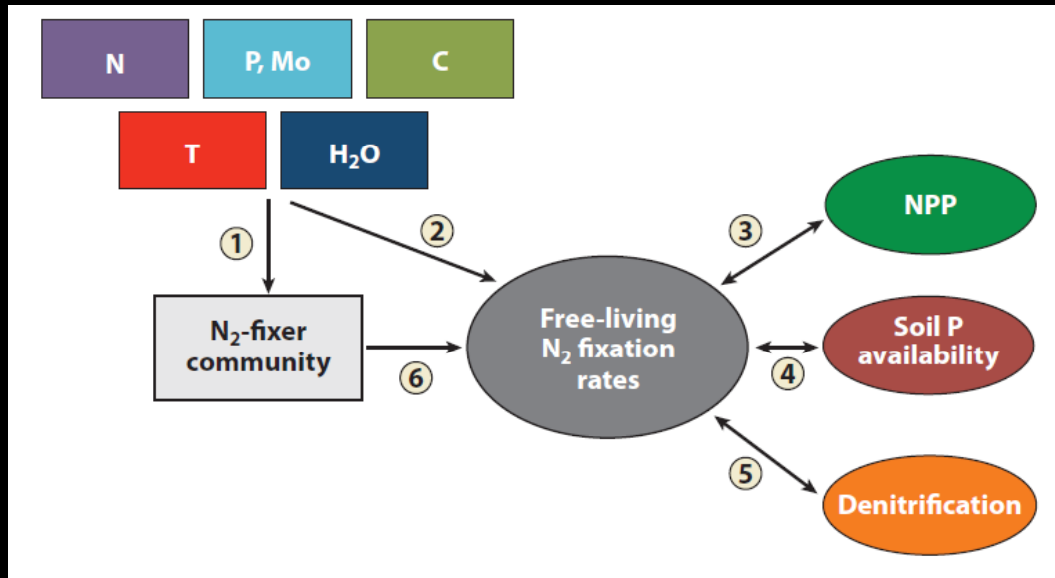 N
P, Mo
C
T
H₂O
①
②
③
NPP
N₂-fixer
community
⑥
Free-living
N₂ fixation
rates
④
Soil P
availability
⑤
Denitrification